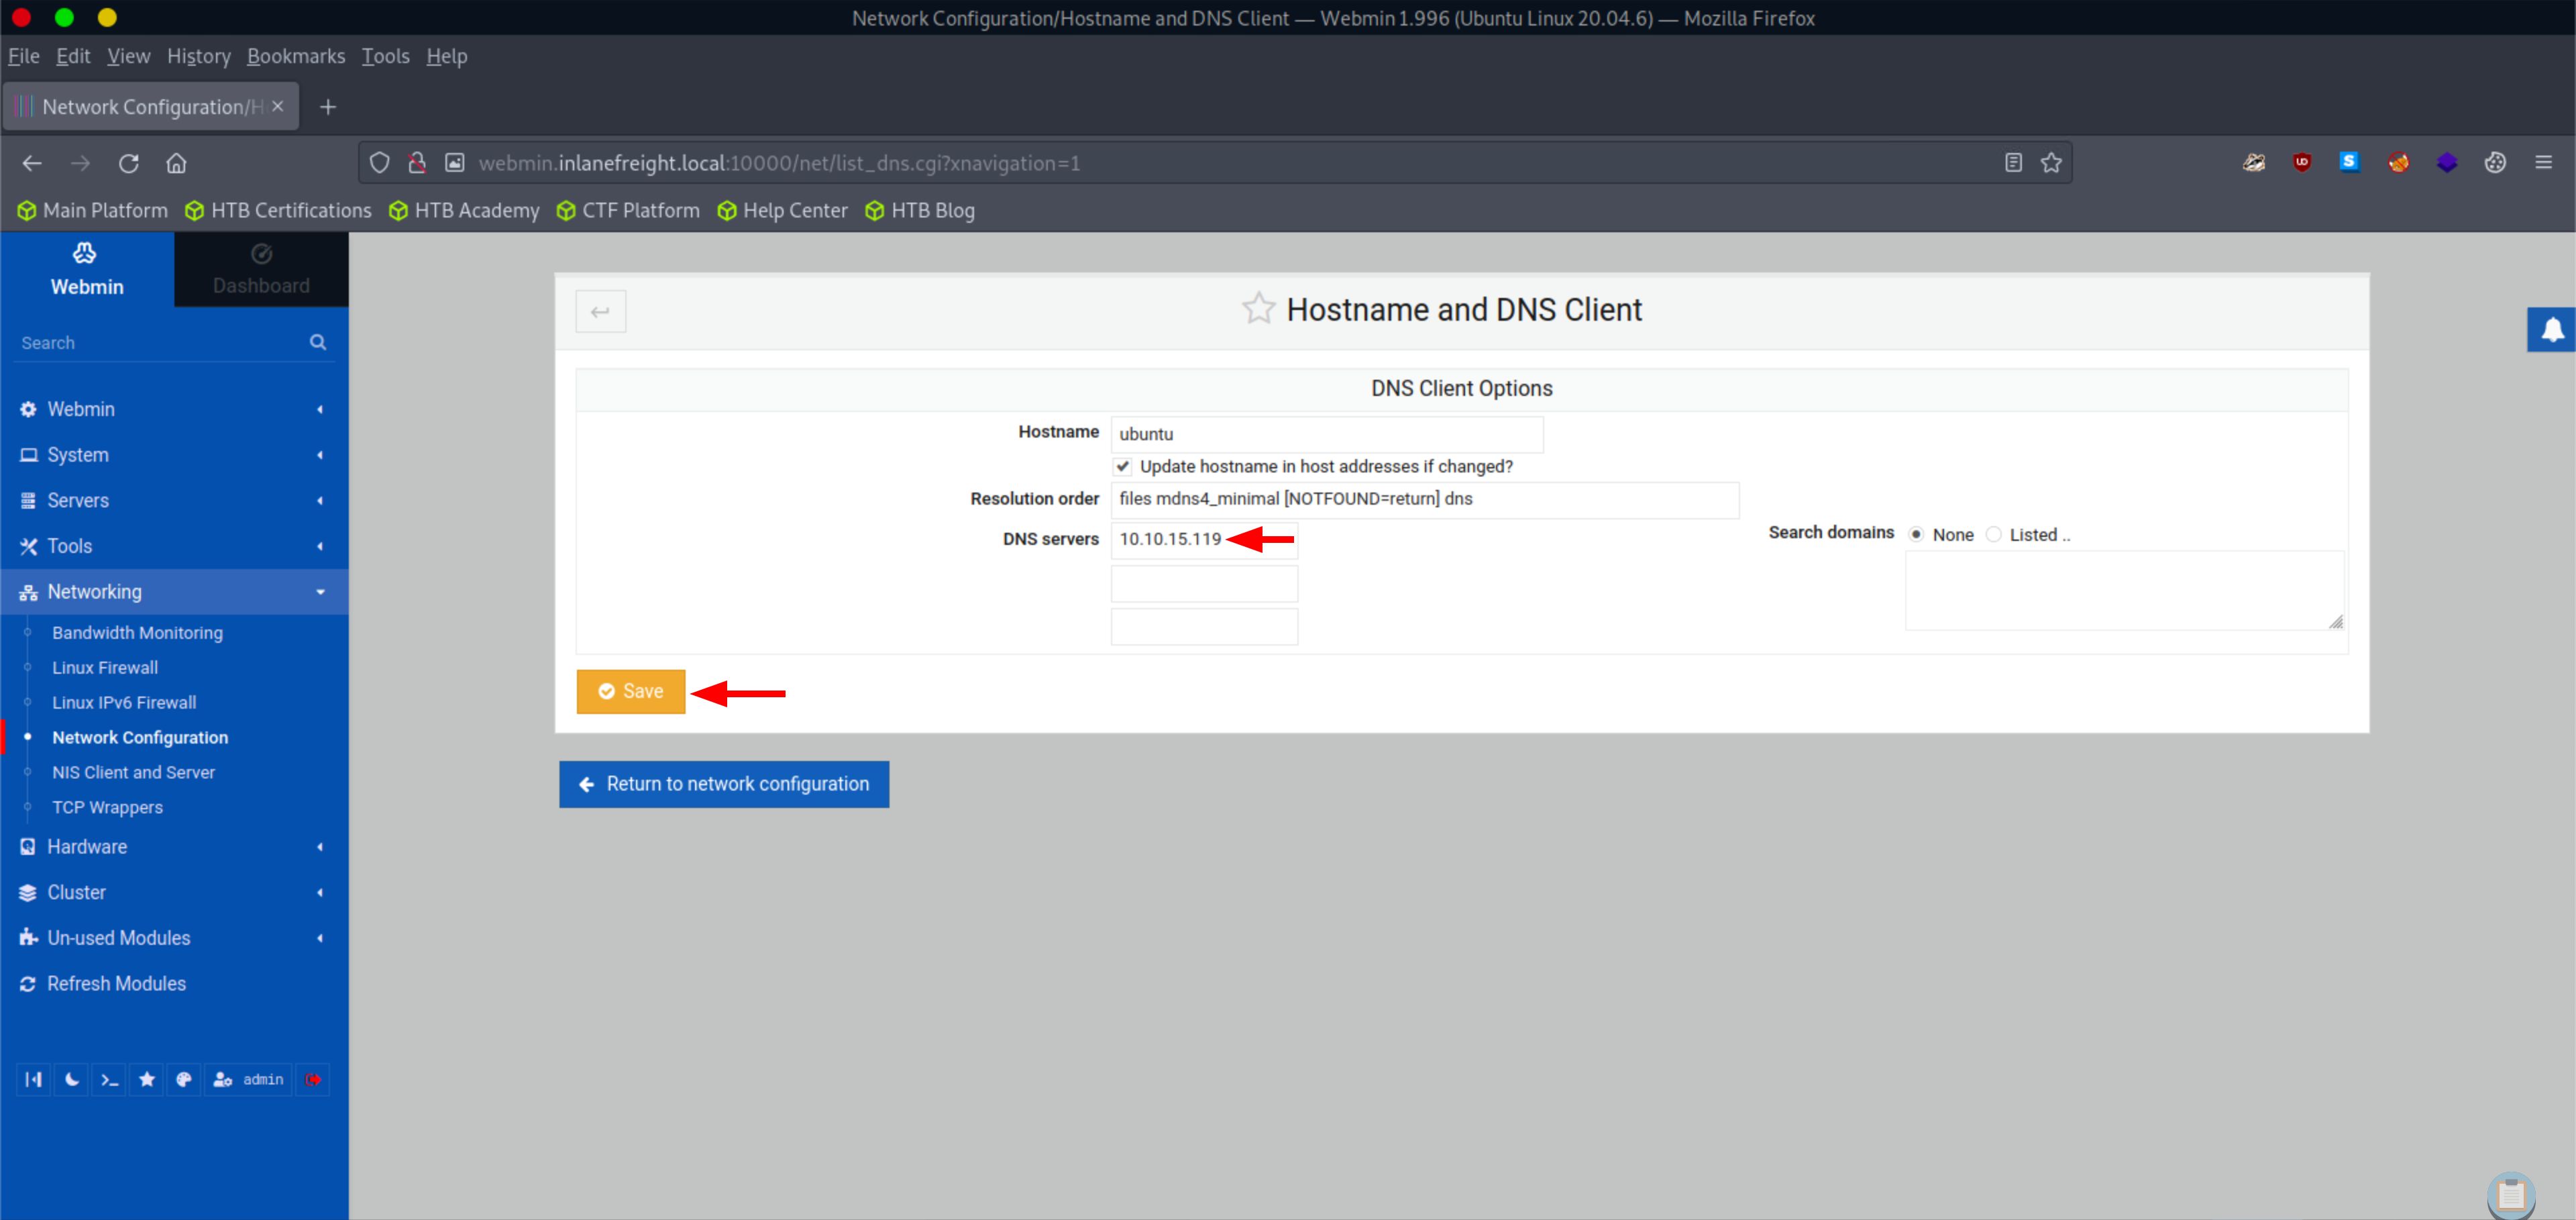 Network Configuration/Hostname and DNS Client — Webmin 1.996 (Ubuntu Linux 20.04.6) — Mozilla Firefox
File Edit View History Bookmarks Tools Help
Network Configuration/H
webmin.inlanefreight.local:10000/net/list_dns.cgi?xnavigation=1
Main Platform HTB Certifications HTB Academy CTF Platform Help Center HTB Blog
Webmin
Dashboard
Search
Webmin
System
Servers
Tools
Networking
Bandwidth Monitoring
Linux Firewall
Linux IPv6 Firewall
Network Configuration
NIS Client and Server
TCP Wrappers
Hardware
Cluster
Un-used Modules
Refresh Modules
admin
Hostname and DNS Client
DNS Client Options
Hostname ubuntu
Update hostname in host addresses if changed?
Resolution order files mdns4_minimal [NOTFOUND=return] dns
DNS servers 10.10.15.119
Search domains None Listed ..
Save
Return to network configuration